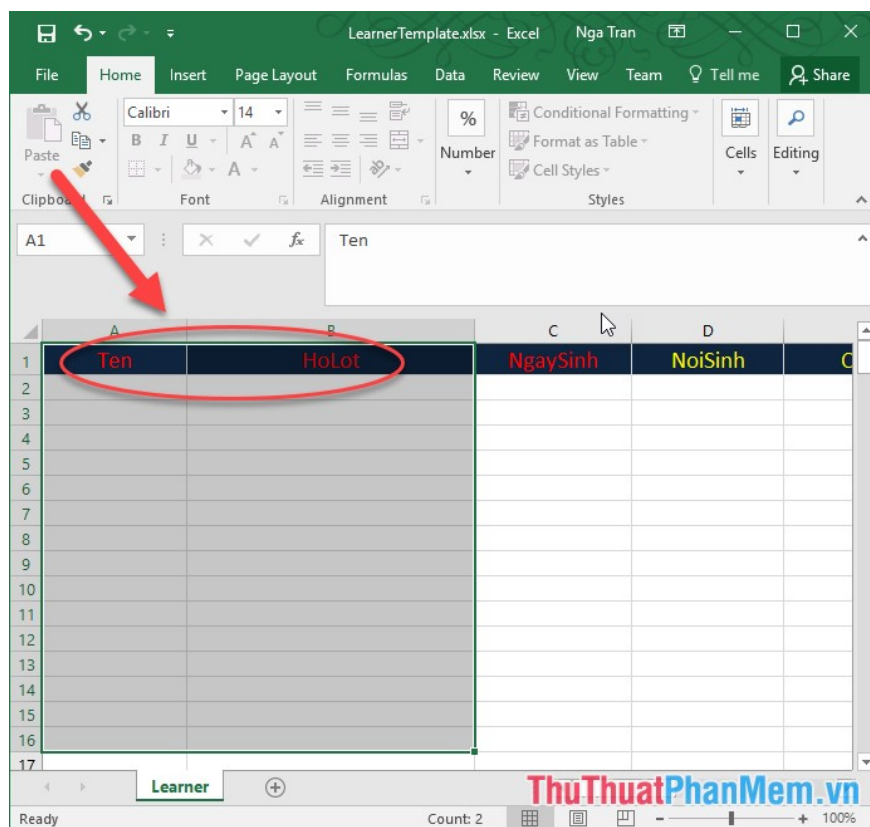 LearnerTemplate.xlsx - Excel Nga Tran
File Home Insert Page Layout Formulas Data Review View Team Tell me Share
Calibri 14 % Conditional Formatting
B I U A A Format as Table
Paste Number Cells Editing
A Cell Styles
Clipboard Font Alignment Styles
A1 fx Ten
A B C D
1 Ten HoLot NgaySinh NoiSinh
2
3
4
5
6
7
8
9
10
11
12
13
14
15
16
17
Learner
ThuThuatPhanMem.vn
Ready Count: 2 100%